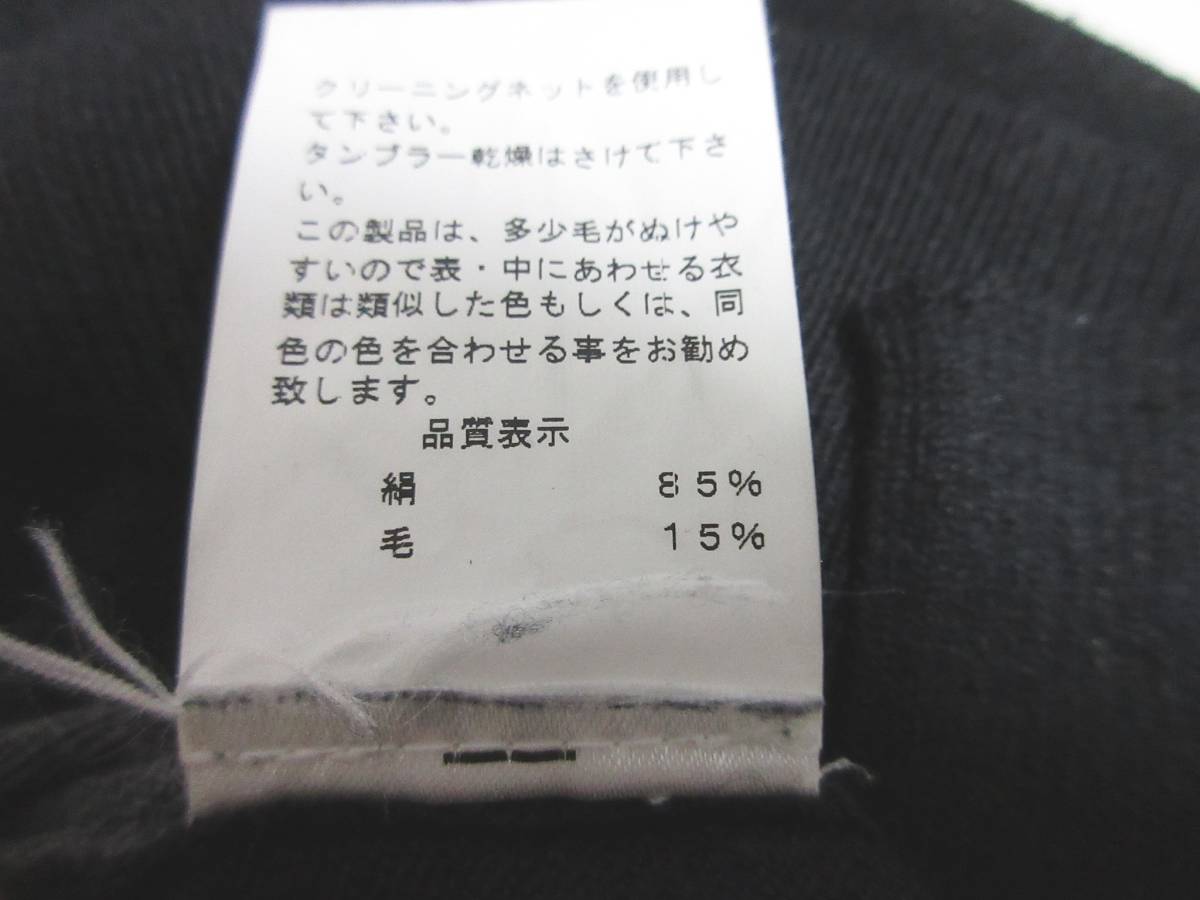 クリーニングネットを使用し
て下さい。
タンブラー乾燥はさけて下さ
い。
この製品は、多少毛がぬけや
すいので表・中にあわせる衣
類は類似した色もしくは、同
色の色を合わせる事をお勧め
致します。
品質表示
絹 85%
毛 15%